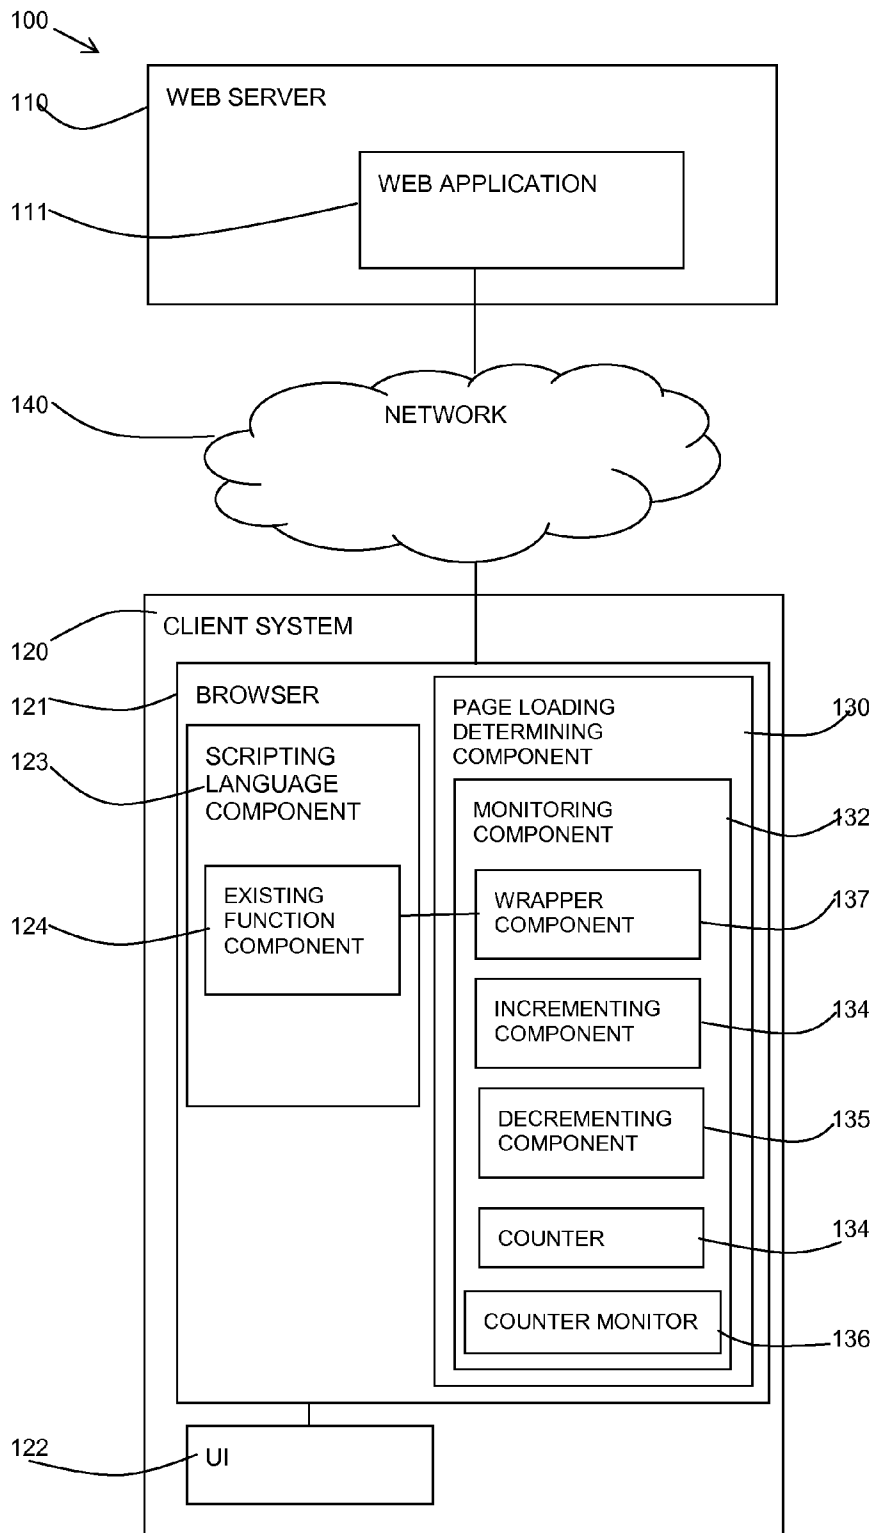 100
110
WEB SERVER
111
WEB APPLICATION
140
NETWORK
120
CLIENT SYSTEM
121
BROWSER
PAGE LOADING
DETERMINING
COMPONENT
130
123
SCRIPTING
LANGUAGE
COMPONENT
MONITORING
COMPONENT
132
124
EXISTING
FUNCTION
COMPONENT
WRAPPER
COMPONENT
137
INCREMENTING
COMPONENT
134
DECREMENTING
COMPONENT
135
COUNTER
134
COUNTER MONITOR
136
122
UI